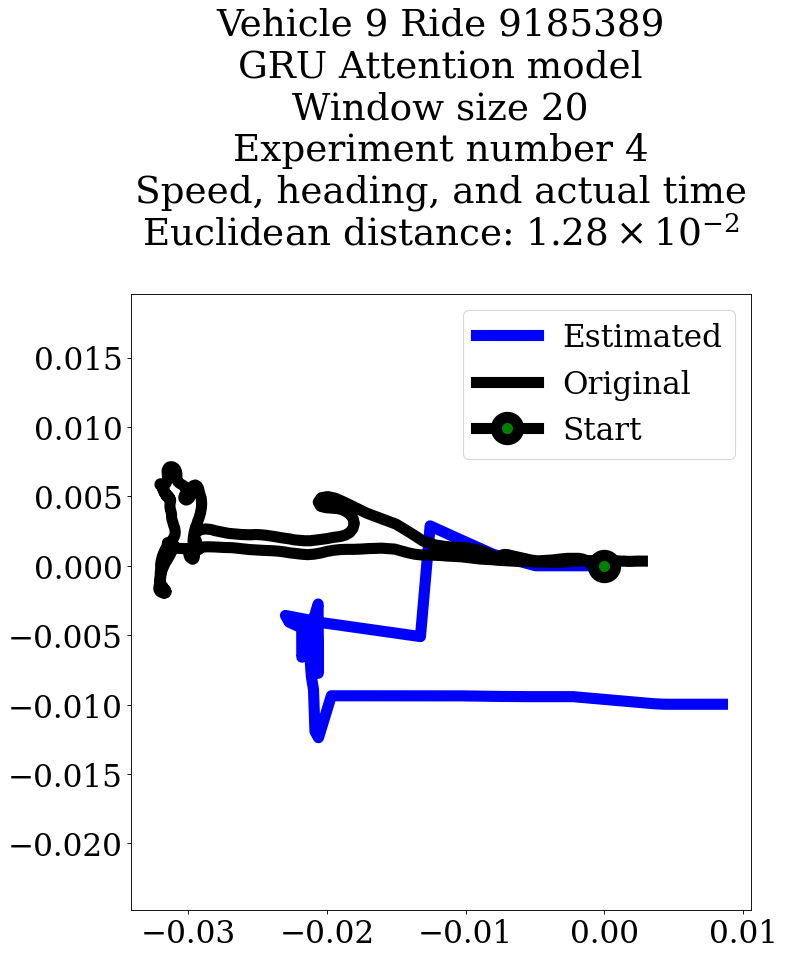 Vehicle 9 Ride 9185389
GRU Attention model
Window size 20
Experiment number 4
Speed, heading, and actual time
Euclidean distance: 1.28 × 10⁻²
Estimated
Original
Start
0.015
0.010
0.005
0.000
−0.005
−0.010
−0.015
−0.020
−0.03 −0.02 −0.01 0.00 0.01